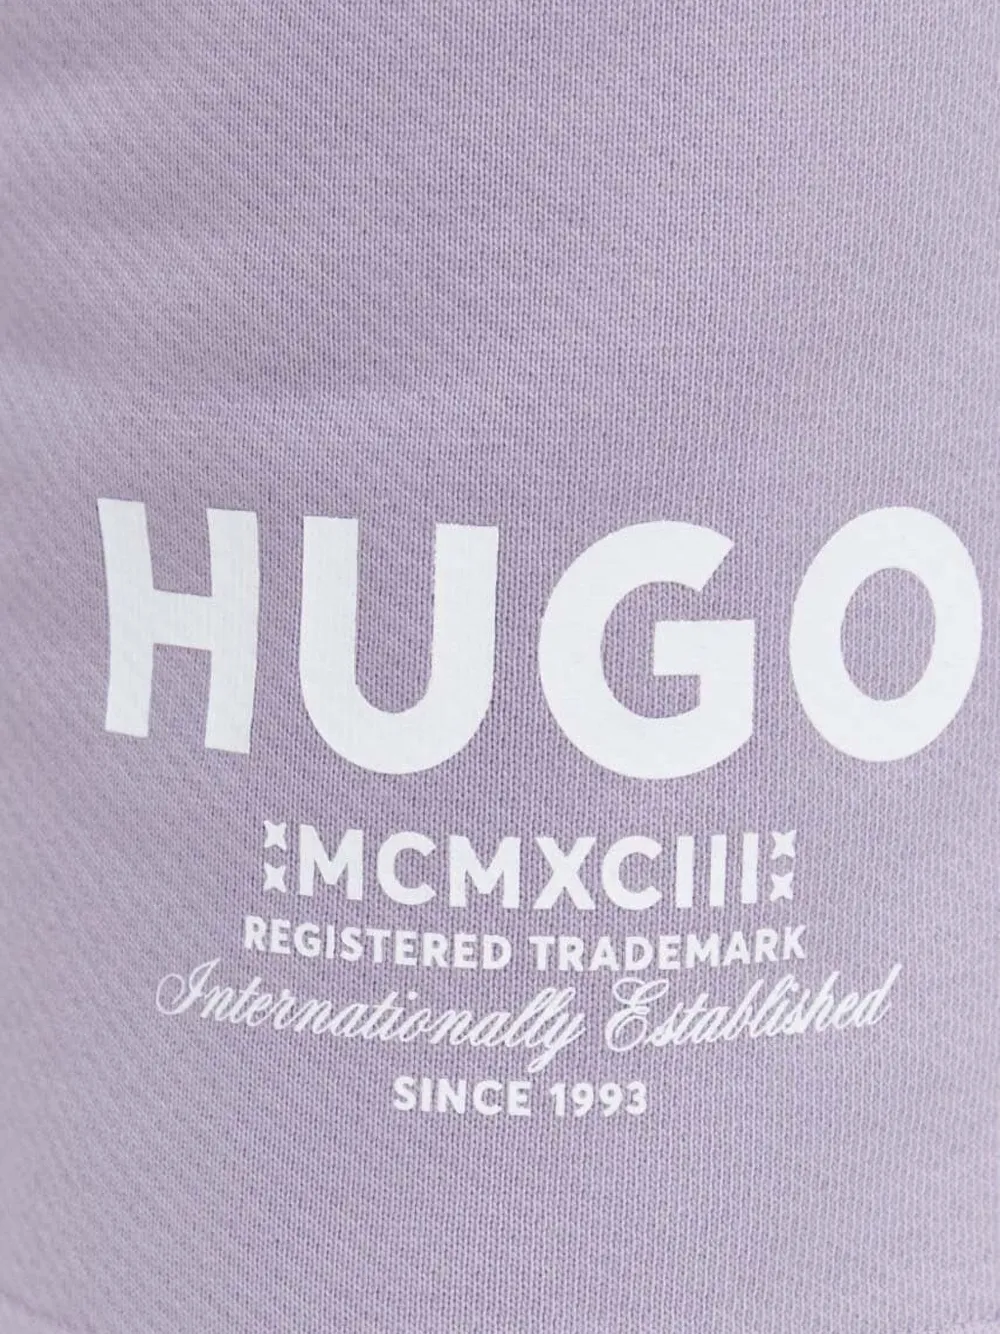 HUGO
MCMXCIII
REGISTERED TRADEMARK
Internationally Established
SINCE 1993